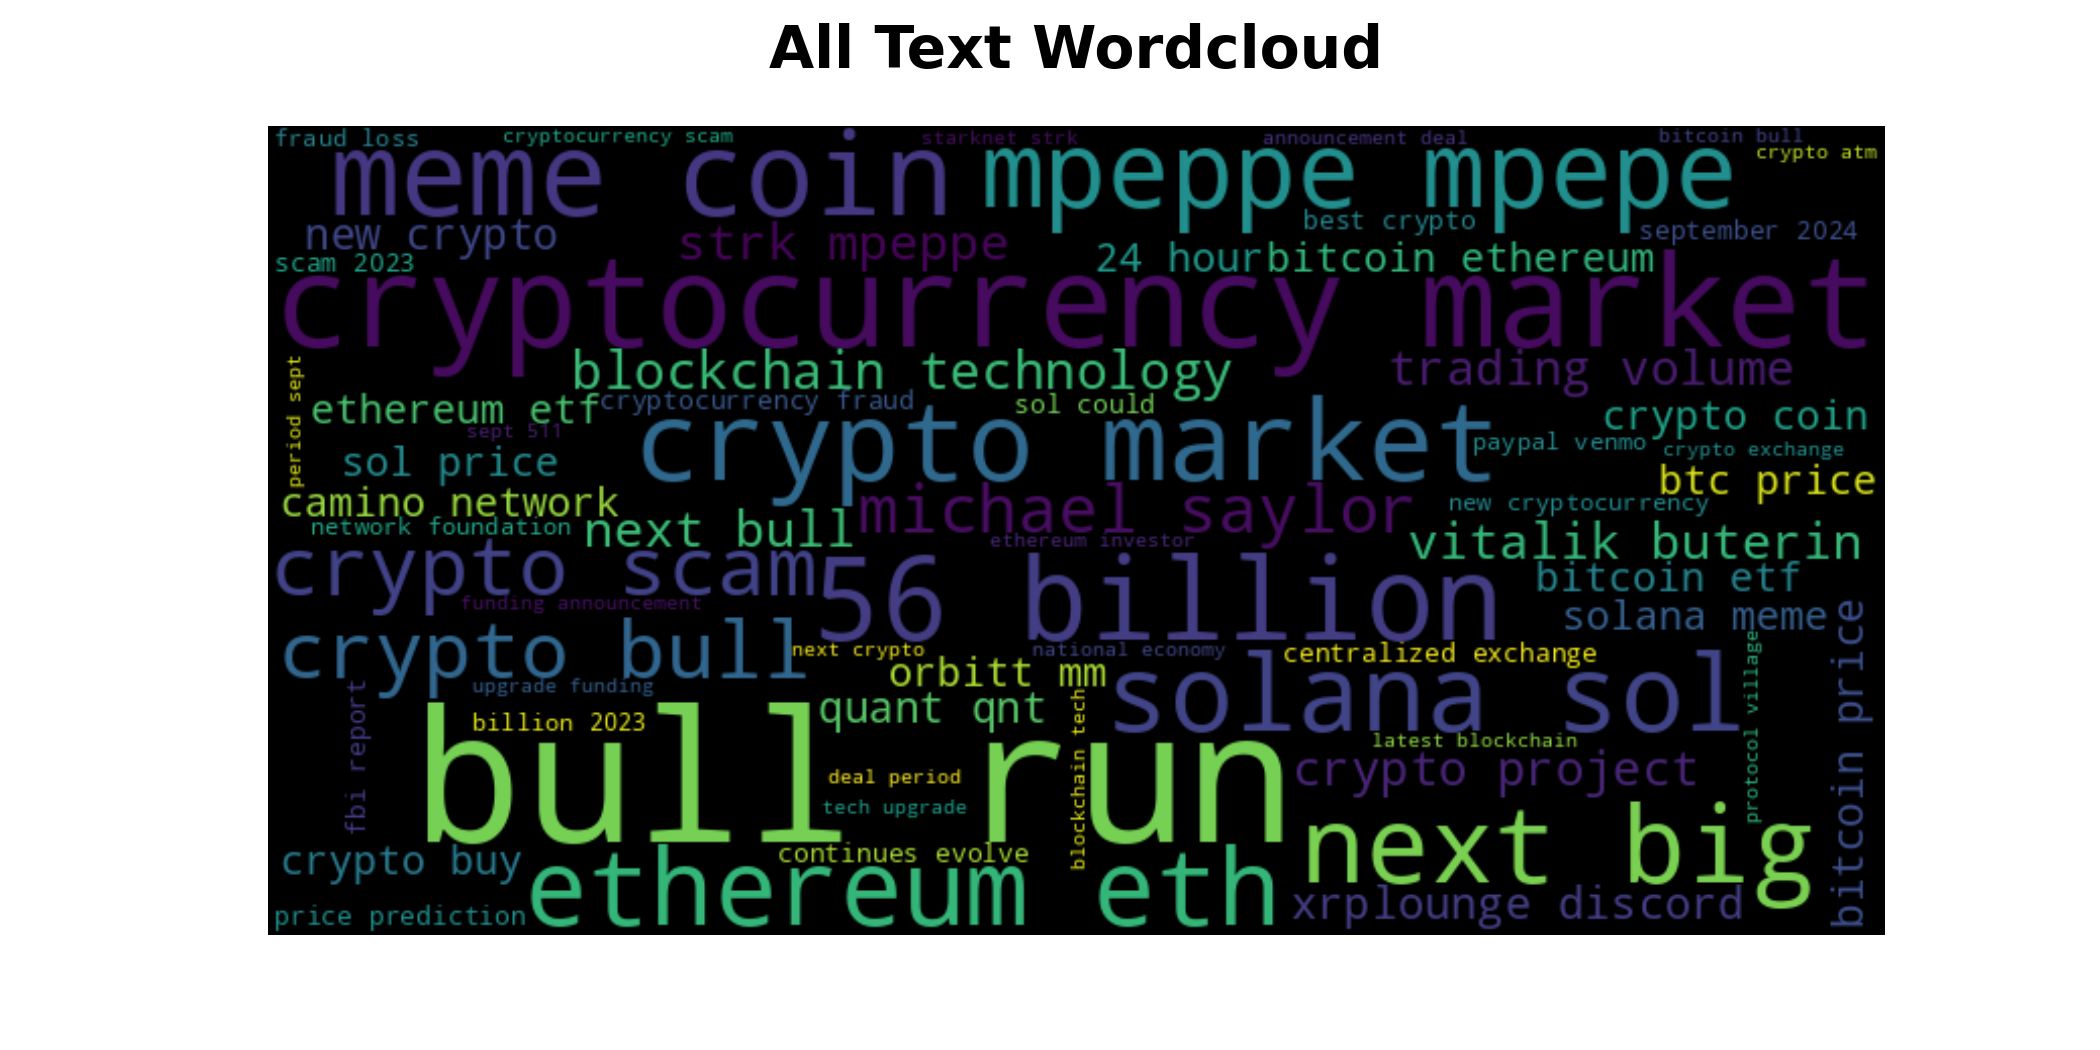 All Text Wordcloud
fraud loss
cryptocurrency scam
starknet strk
announcement deal
bitcoin bull
crypto atm
meme coin
mpeppe mpepe
best crypto
september 2024
new crypto
strk mpeppe
24 hour
bitcoin ethereum
scam 2023
cryptocurrency market
blockchain technology
trading volume
period sept
ethereum etf
cryptocurrency fraud
sol could
crypto coin
sept 511
crypto market
paypal venmo
crypto exchange
sol price
btc price
camino network
michael saylor
new cryptocurrency
network foundation
next bull
ethereum investor
vitalik buterin
crypto scam
56 billion
bitcoin etf
funding announcement
solana meme
crypto bull
next crypto
national economy
centralized exchange
protocol village
bitcoin price
orbitt mm
upgrade funding
solana sol
fbi report
billion 2023
quant qnt
blockchain tech
latest blockchain
bull run
deal period
crypto project
tech upgrade
next big
crypto buy
continues evolve
ethereum eth
xrplounge discord
price prediction